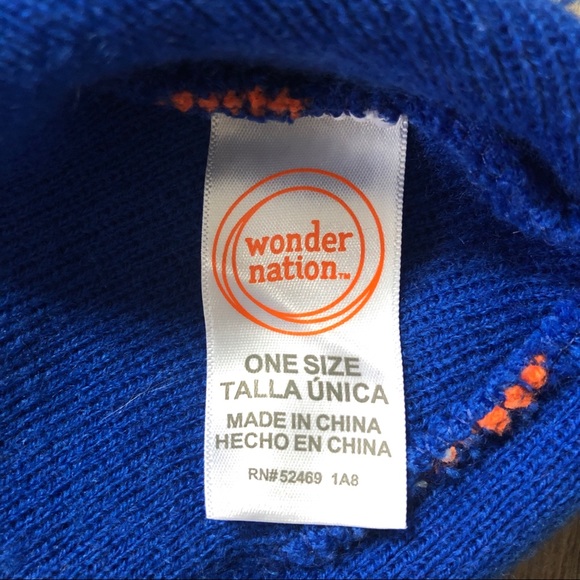 wonder
nation™
ONE SIZE
TALLA ÚNICA
MADE IN CHINA
HECHO EN CHINA
RN#52469 1A8